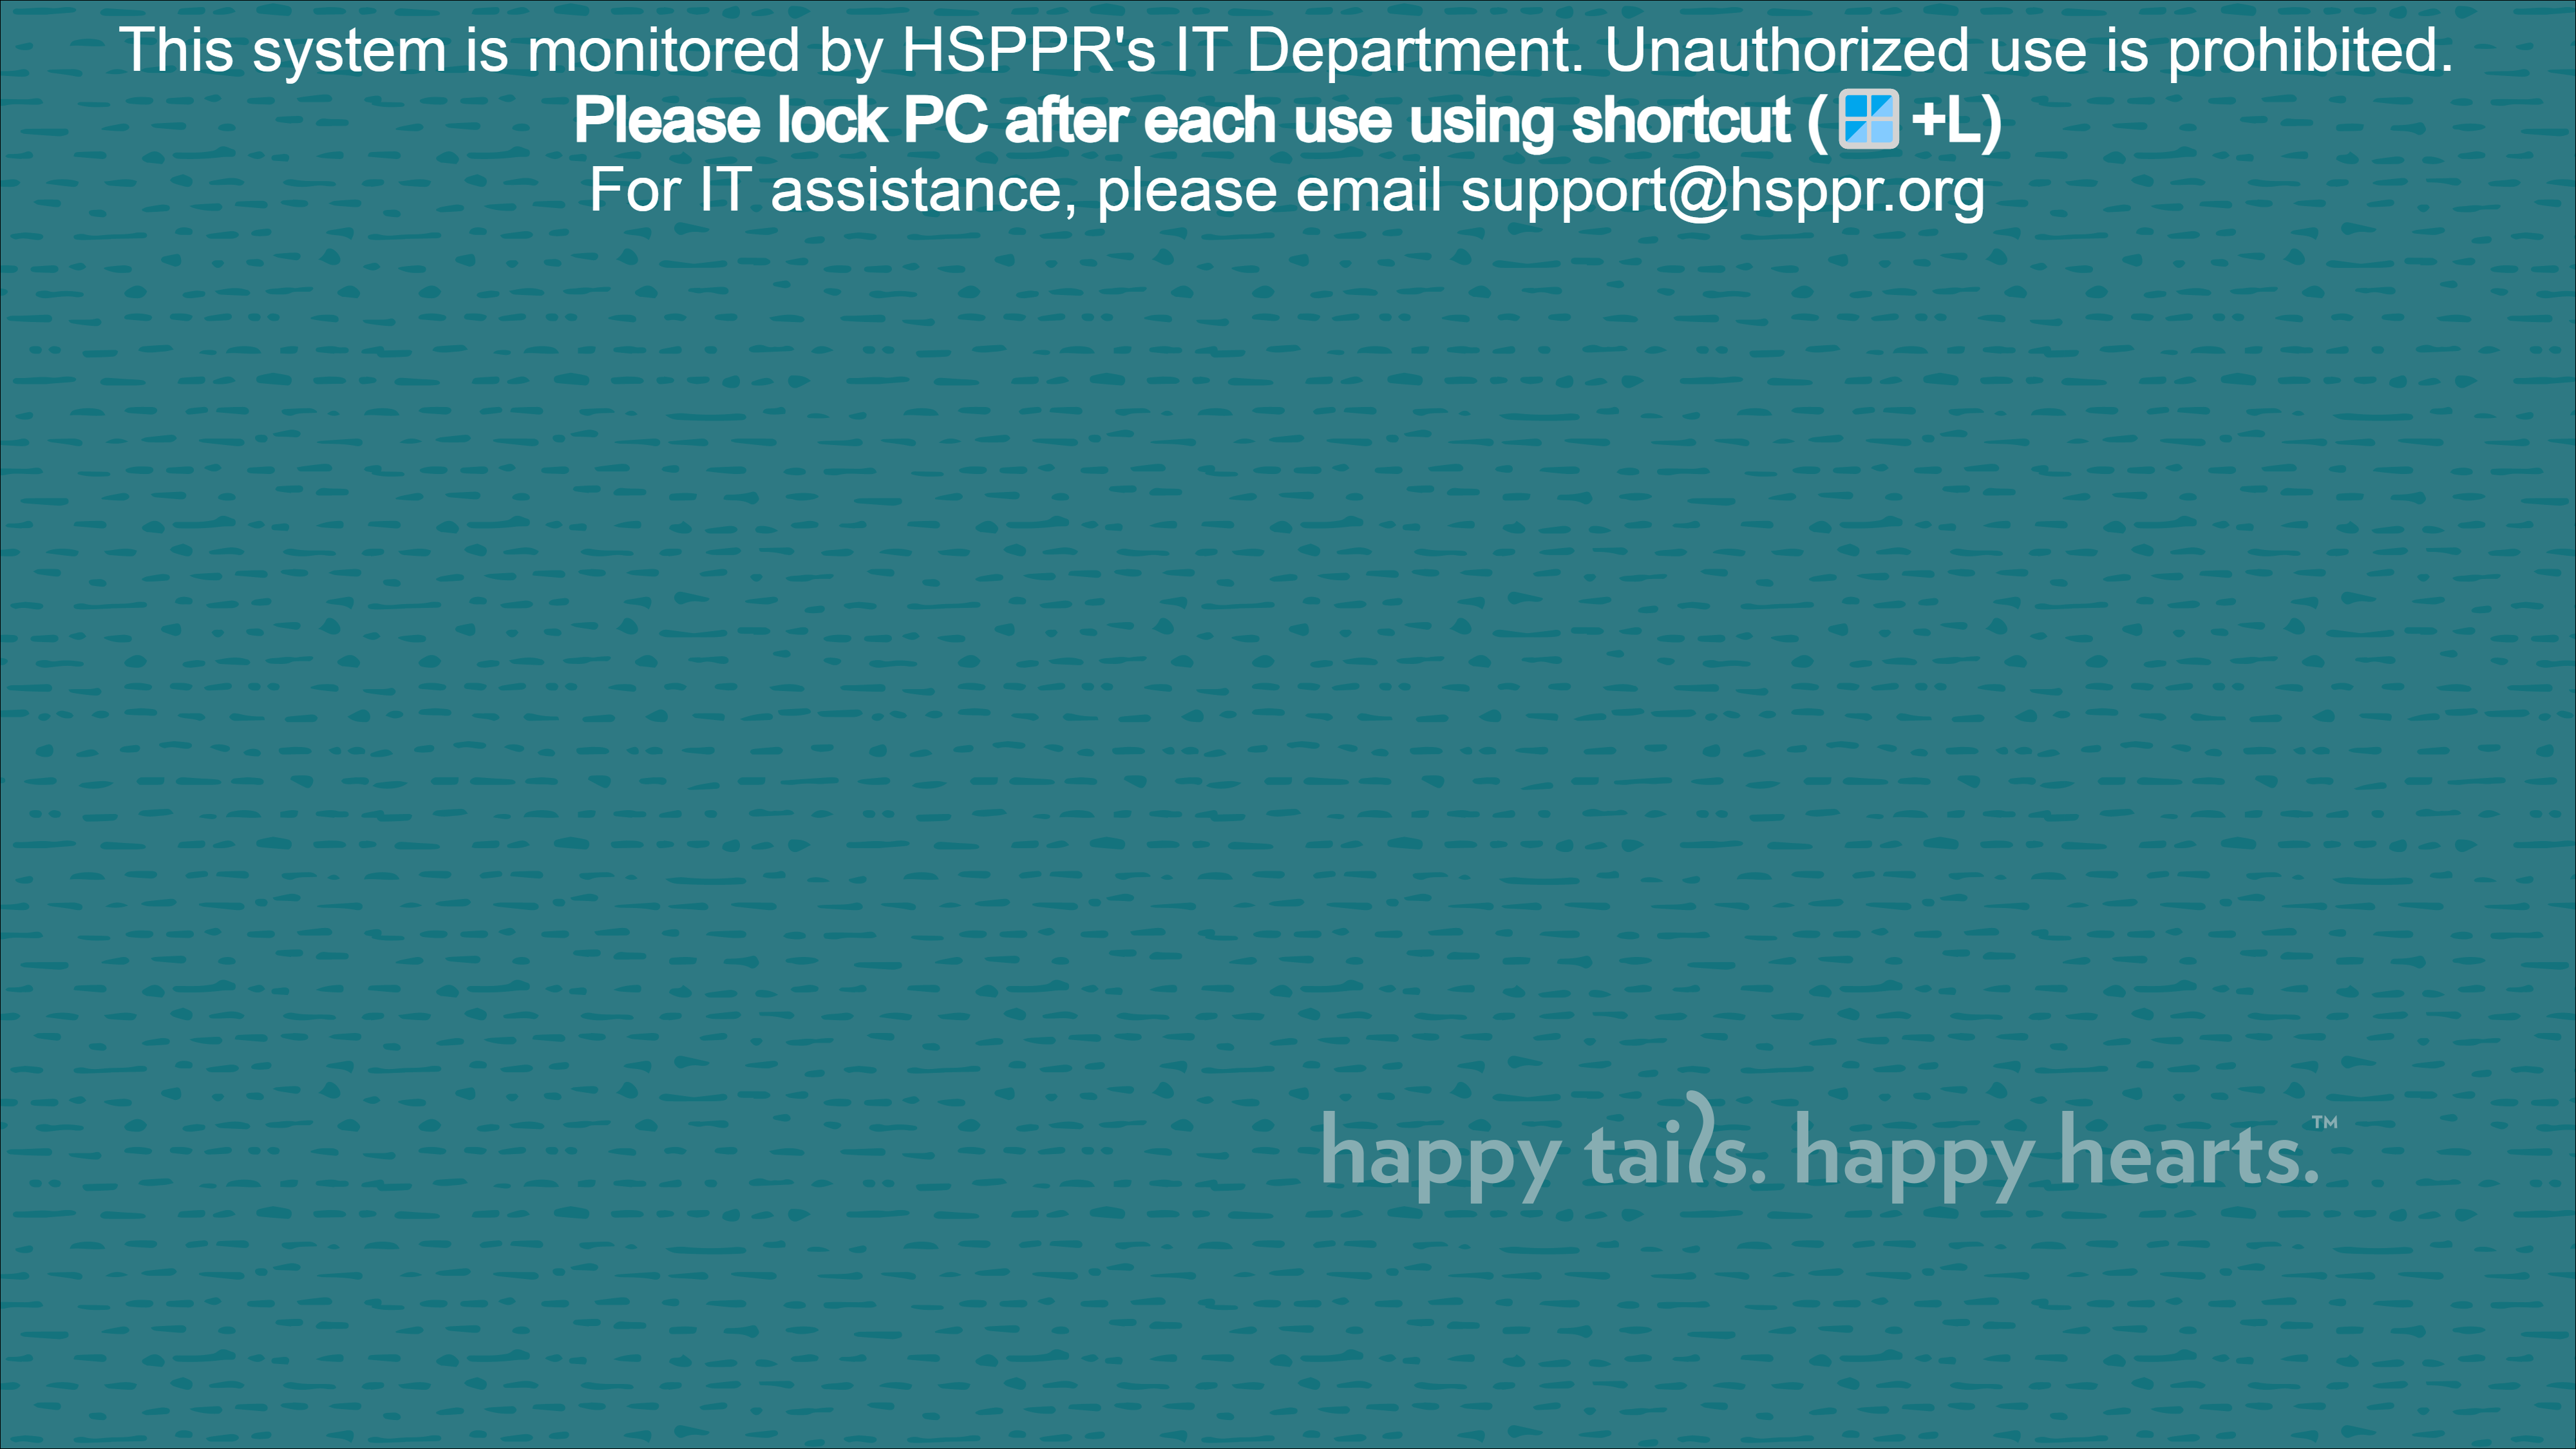 This system is monitored by HSPPR's IT Department. Unauthorized use is prohibited.
Please lock PC after each use using shortcut ( +L)
For IT assistance, please email support@hsppr.org
happy tails. happy hearts.™